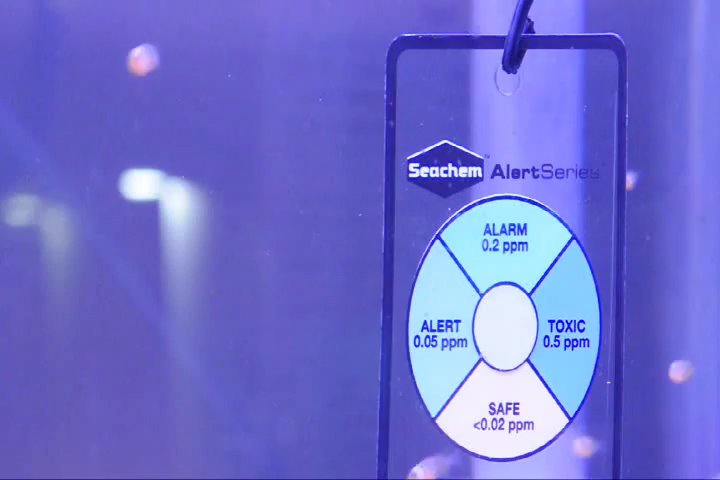 Seachem AlertSeries
ALARM
0.2 ppm
ALERT
0.05 ppm
TOXIC
0.5 ppm
SAFE
<0.02 ppm